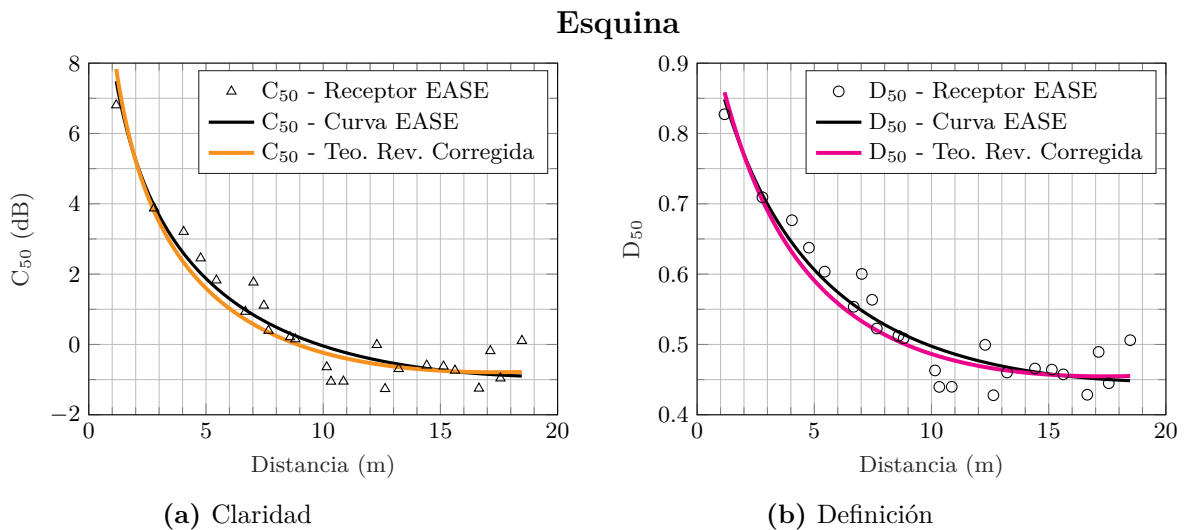 Esquina
8
6
4
2
0
−2
C50 (dB)
C50 - Receptor EASE
C50 - Curva EASE
C50 - Teo. Rev. Corregida
0 5 10 15 20
Distancia (m)
(a) Claridad
0.9
0.8
0.7
0.6
0.5
0.4
D50
D50 - Receptor EASE
D50 - Curva EASE
D50 - Teo. Rev. Corregida
0 5 10 15 20
Distancia (m)
(b) Definición